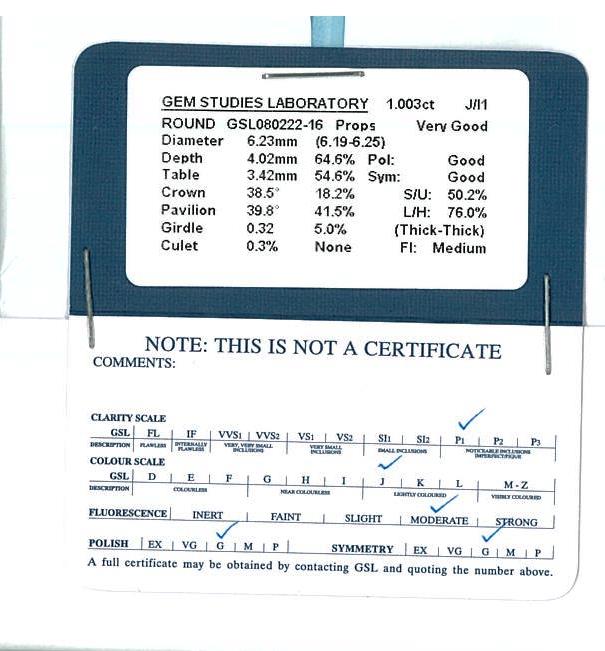 GEM STUDIES LABORATORY 1.003ct J/I1
ROUND GSL080222-16 Props Very Good
Diameter 6.23mm (6.19-6.25)
Depth 4.02mm 64.6% Pol: Good
Table 3.42mm 54.6% Sym: Good
Crown 38.5° 18.2% S/U: 50.2%
Pavilion 39.8° 41.5% L/H: 76.0%
Girdle 0.32 5.0% (Thick-Thick)
Culet 0.3% None Fl: Medium
NOTE: THIS IS NOT A CERTIFICATE
COMMENTS:
CLARITY SCALE
GSL FL IF VVS1 VVS2 VS1 VS2 SI1 SI2 P1 P2 P3
DESCRIPTION FLAWLESS INTERNALLY FLAWLESS VERY, VERY SMALL INCLUSIONS VERY SMALL INCLUSIONS SMALL INCLUSIONS NOTICEABLE INCLUSIONS IMPERFECT/PIQUE
COLOUR SCALE
GSL D E F G H I J K L M - Z
DESCRIPTION COLOURLESS NEAR COLOURLESS LIGHTLY COLOURED VISIBLY COLOURED
FLUORESCENCE INERT FAINT SLIGHT MODERATE STRONG
POLISH EX VG G M P SYMMETRY EX VG G M P
A full certificate may be obtained by contacting GSL and quoting the number above.